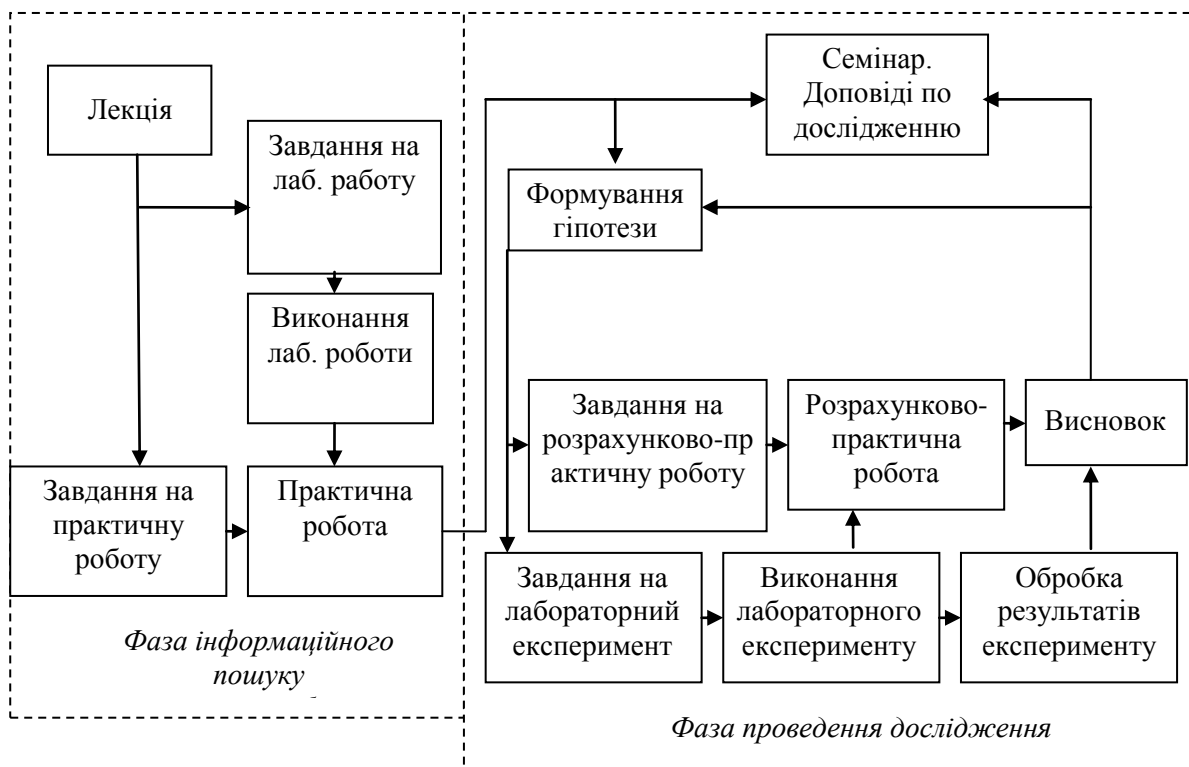 Лекція
Завдання на
лаб. работу
Виконання
лаб. роботи
Завдання на
практичну
роботу
Практична
робота
Фаза інформаційного
пошуку
Семінар.
Доповіді по
дослідженню
Формування
гіпотези
Завдання на
розрахунково-пр
актичну роботу
Розрахунково-
практична
робота
Висновок
Завдання на
лабораторний
експеримент
Виконання
лабораторного
експерименту
Обробка
результатів
експерименту
Фаза проведення дослідження